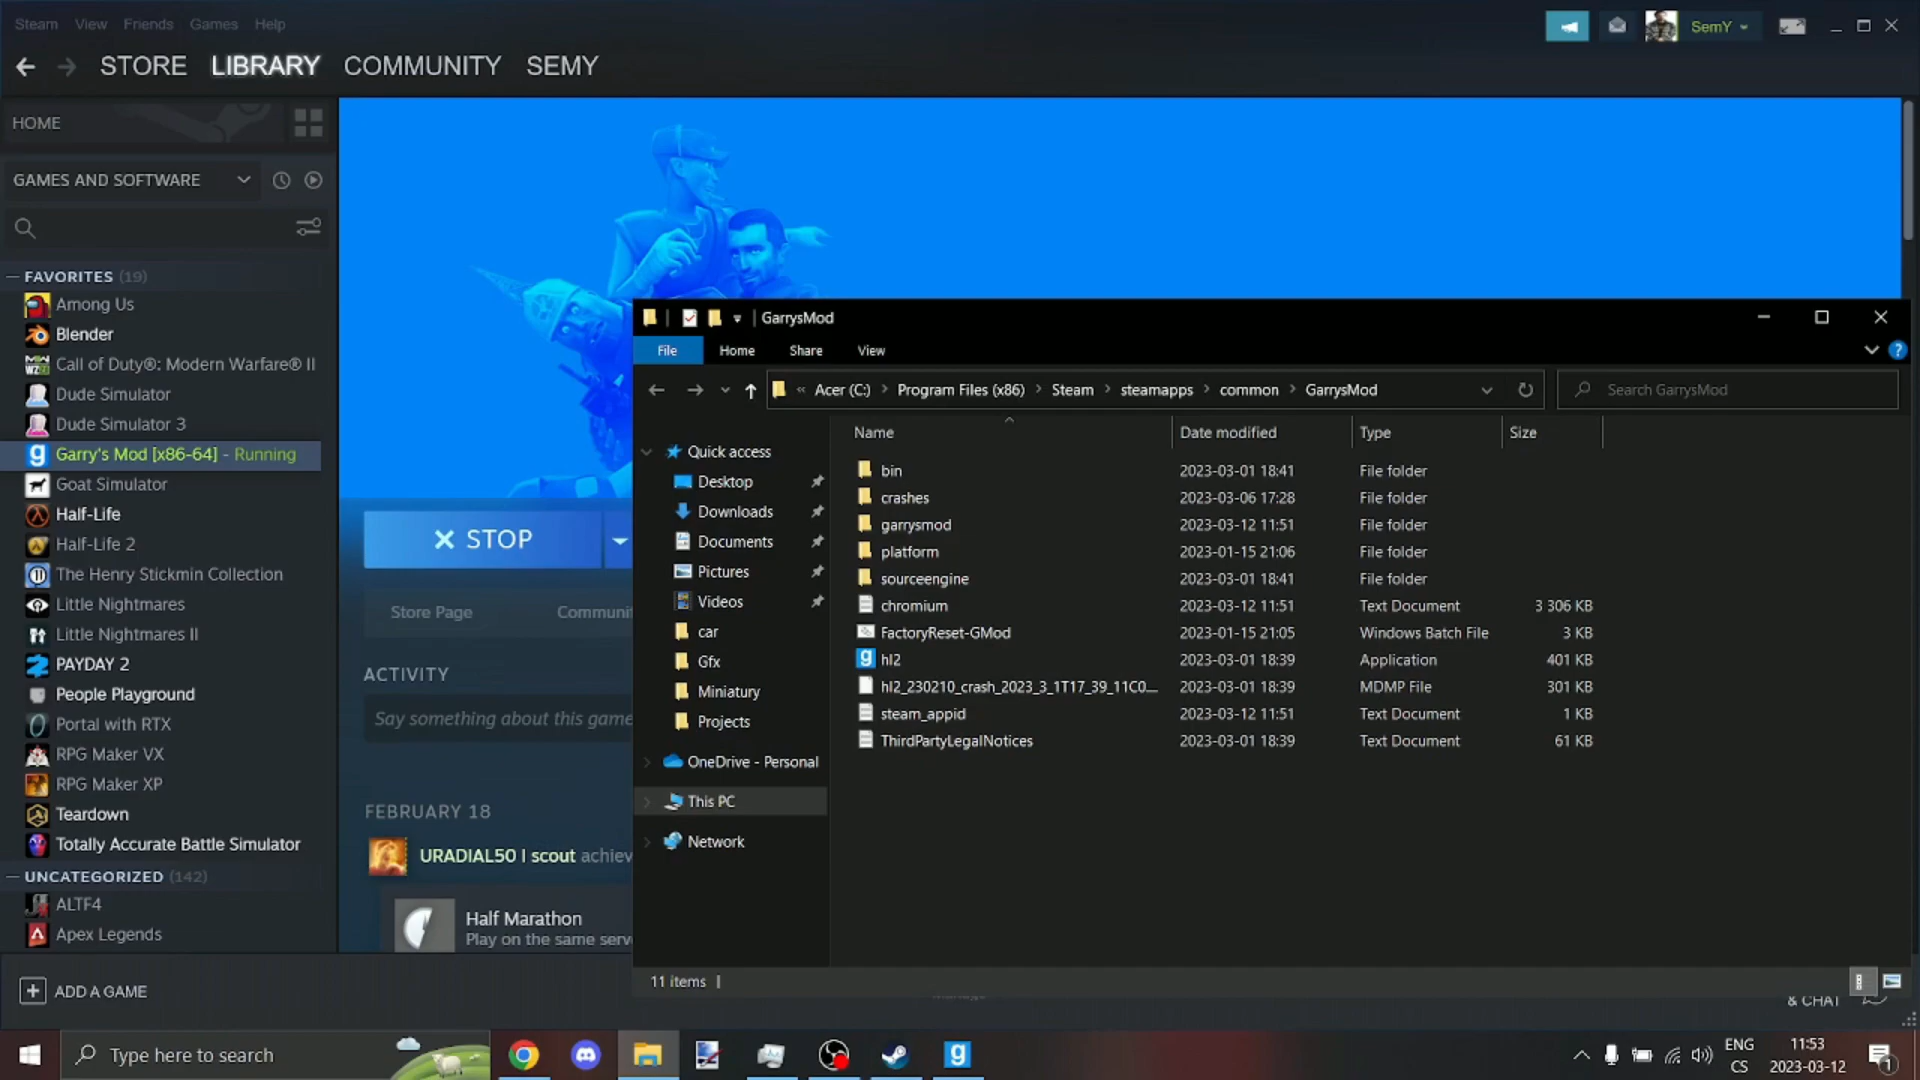 Steam View Friends Games Help
SemY
STORE LIBRARY COMMUNITY SEMY
HOME
GAMES AND SOFTWARE
FAVORITES (19)
Among Us
Blender
Call of Duty®: Modern Warfare® II
Dude Simulator
Dude Simulator 3
Garry's Mod [x86-64] - Running
Goat Simulator
Half-Life
Half-Life 2
The Henry Stickmin Collection
Little Nightmares
Little Nightmares II
PAYDAY 2
People Playground
Portal with RTX
RPG Maker VX
RPG Maker XP
Teardown
Totally Accurate Battle Simulator
UNCATEGORIZED (142)
ALTF4
Apex Legends
ADD A GAME
STOP
Store Page Communi
ACTIVITY
Say something about this game
FEBRUARY 18
URADIAL50 I scout achiev
Half Marathon
Play on the same serv
GarrysMod
File Home Share View
« Acer (C:) › Program Files (x86) › Steam › steamapps › common › GarrysMod
Search GarrysMod
Quick access
Desktop
Downloads
Documents
Pictures
Videos
car
Gfx
Miniatury
Projects
OneDrive - Personal
This PC
Network
Name Date modified Type Size
bin 2023-03-01 18:41 File folder
crashes 2023-03-06 17:28 File folder
garrysmod 2023-03-12 11:51 File folder
platform 2023-01-15 21:06 File folder
sourceengine 2023-03-01 18:41 File folder
chromium 2023-03-12 11:51 Text Document 3 306 KB
FactoryReset-GMod 2023-01-15 21:05 Windows Batch File 3 KB
hl2 2023-03-01 18:39 Application 401 KB
hl2_230210_crash_2023_3_1T17_39_11C0... 2023-03-01 18:39 MDMP File 301 KB
steam_appid 2023-03-12 11:51 Text Document 1 KB
ThirdPartyLegalNotices 2023-03-01 18:39 Text Document 61 KB
11 items
& CHAT
Type here to search
ENG
CS
11:53
2023-03-12
1